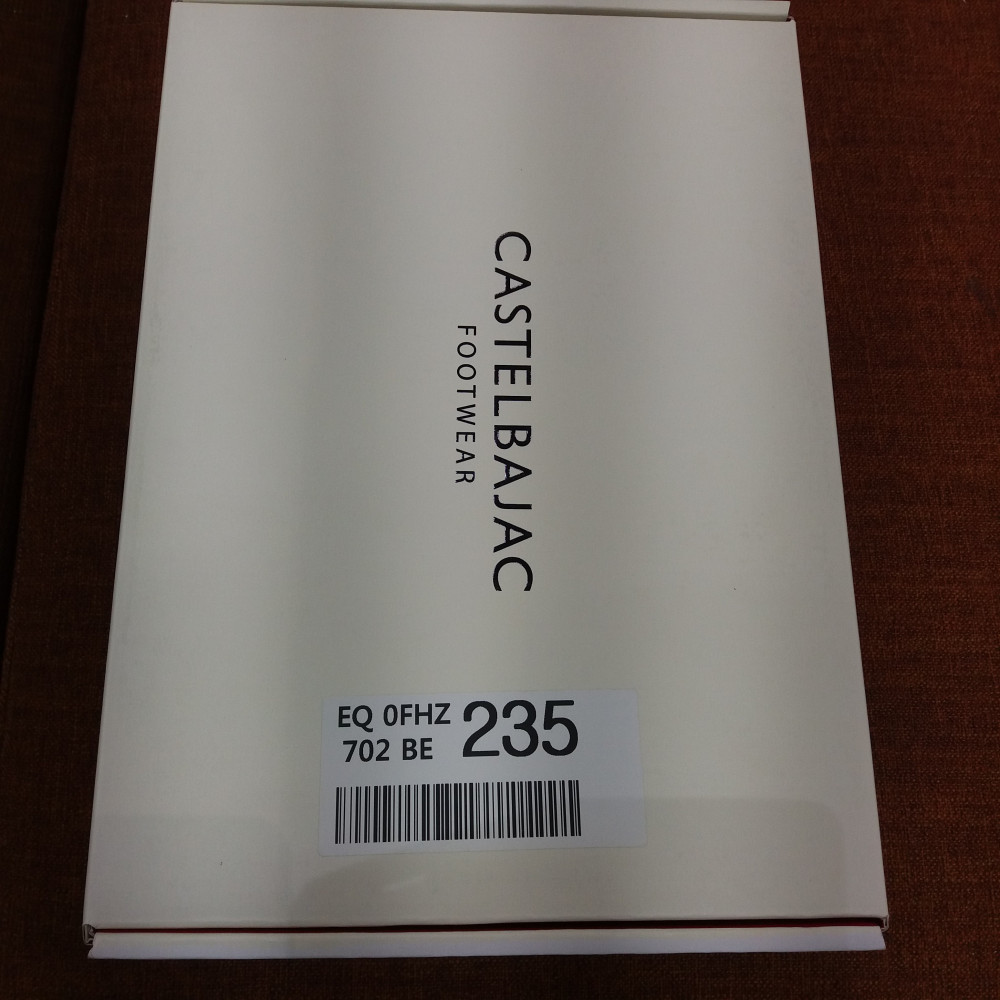 CASTELBAJAC
FOOTWEAR
EQ 0FHZ 235
702 BE